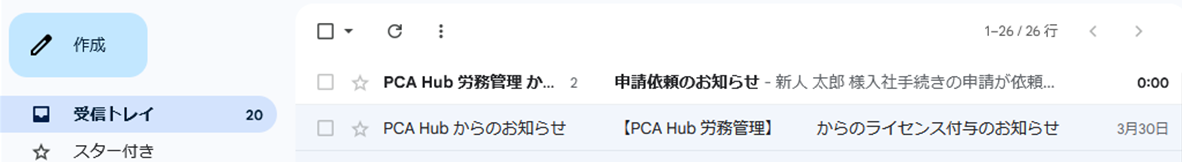 作成
1–26 / 26 行
受信トレイ 20
スター付き
PCA Hub 労務管理 か... 2 申請依頼のお知らせ - 新人 太郎 様入社手続きの申請が依頼... 0:00
PCA Hub からのお知らせ 【PCA Hub 労務管理】 からのライセンス付与のお知らせ 3月30日